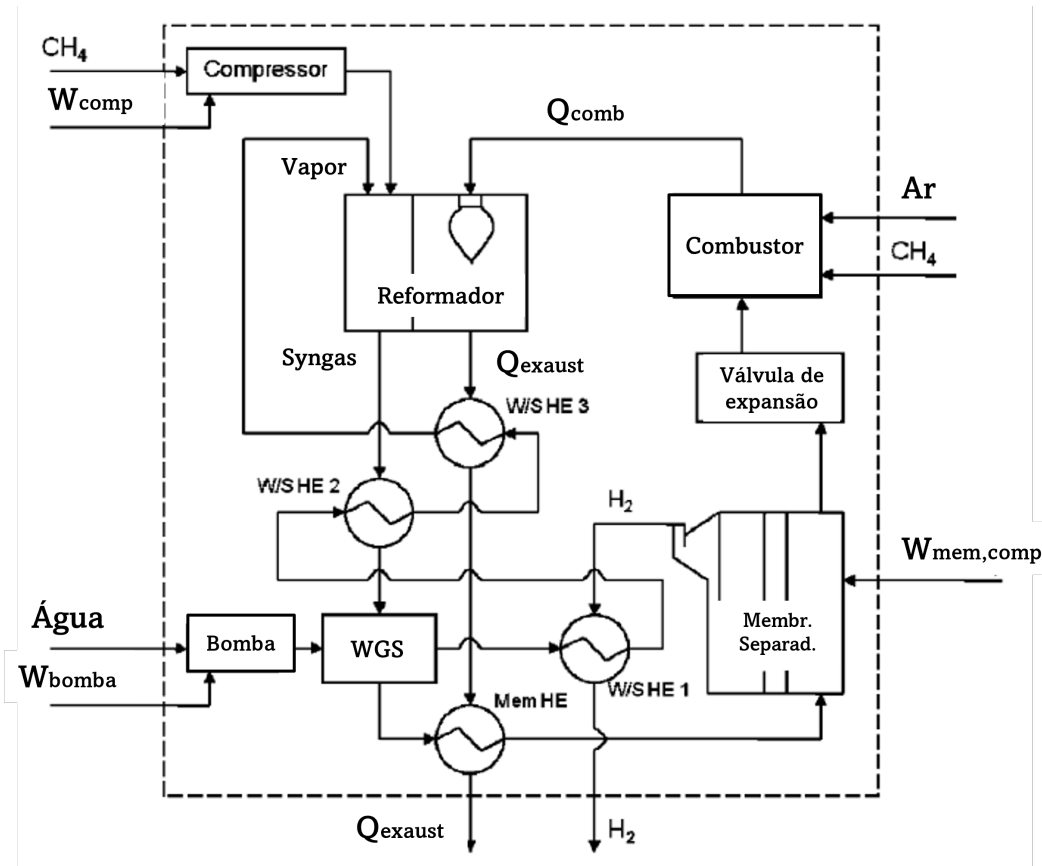 CH4
Compressor
Wcomp
Qcomb
Vapor
Ar
Combustor
CH4
Reformador
Syngas
Qexaust
Válvula de
expansão
W/SHE 3
W/SHE 2
H2
Wmem,comp
Água
Bomba
WGS
Membr.
Separad.
Wbomba
Mem HE
W/SHE 1
Qexaust
H2